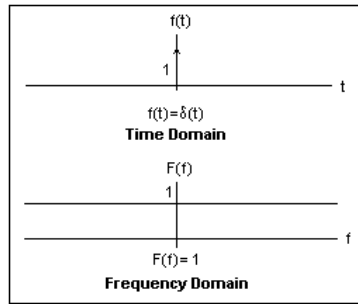 f(t)
1
t
f(t)=δ(t)
Time Domain
F(f)
1
f
F(f)= 1
Frequency Domain